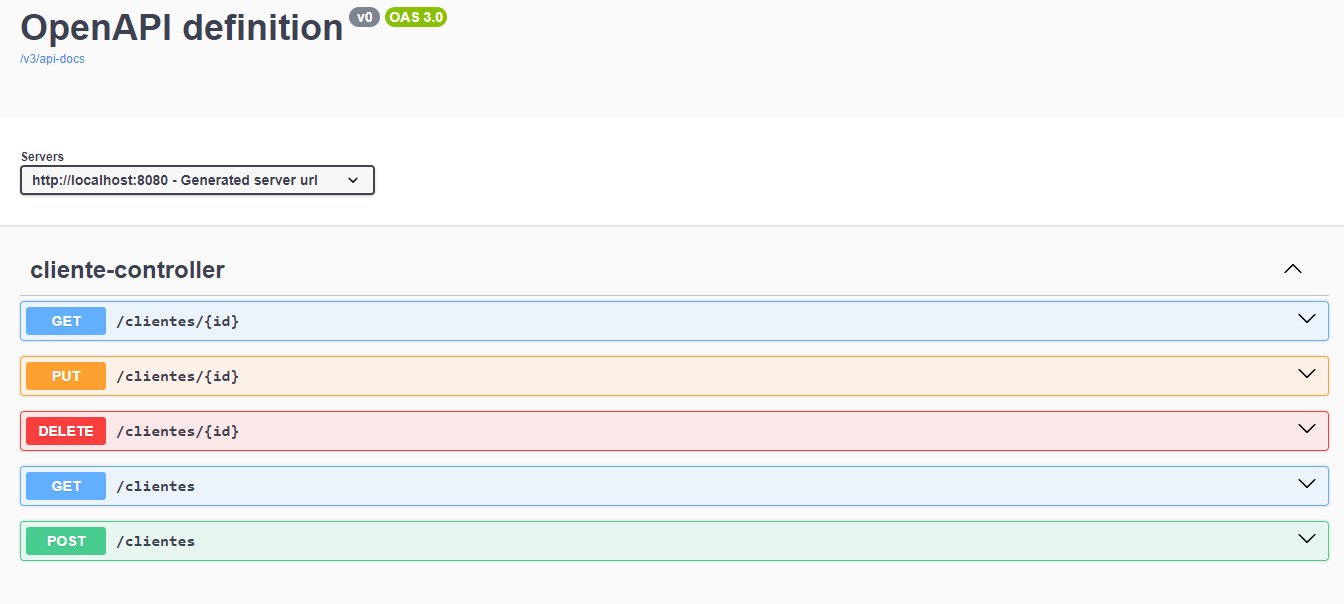 OpenAPI definition v0 OAS 3.0
/v3/api-docs
Servers
http://localhost:8080 - Generated server url
cliente-controller
GET /clientes/{id}
PUT /clientes/{id}
DELETE /clientes/{id}
GET /clientes
POST /clientes